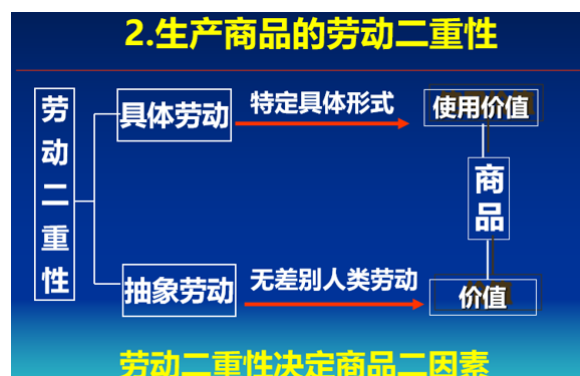 2.生产商品的劳动二重性
劳动二重性
具体劳动
特定具体形式
使用价值
商品
抽象劳动
无差别人类劳动
价值
劳动二重性决定商品二因素